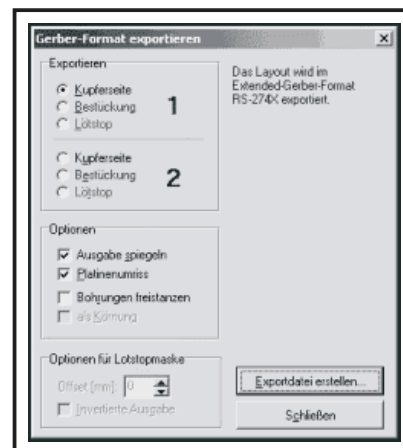 Gerber-Format exportieren
Exportieren
Kupferseite
Bestückung
Lötstop
1
Kupferseite
Bestückung
Lötstop
2
Das Layout wird im
Extended-Gerber-Format
RS-274X exportiert.
Optionen
Ausgabe spiegeln
Platinenumriss
Bohrungen freistanzen
als Körnung
Optionen für Lotstopmaske
Offset [mm]: 0
Invertierte Ausgabe
Exportdatei erstellen...
Schließen